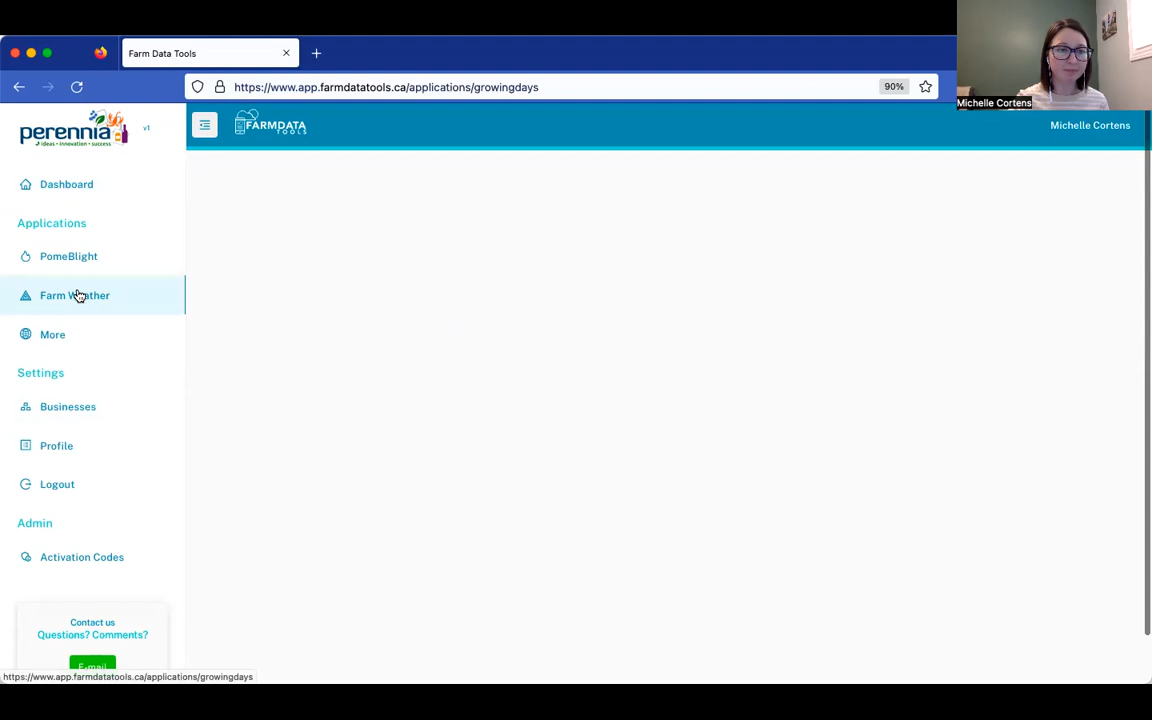 Farm Data Tools
https://www.app.farmdatatools.ca/applications/growingdays
90%
Michelle Cortens
perennia
ideas • innovation • success
v1
FARMDATA
TOOLS
Michelle Cortens
Dashboard
Applications
PomeBlight
Farm Weather
More
Settings
Businesses
Profile
Logout
Admin
Activation Codes
Contact us
Questions? Comments?
E-mail
https://www.app.farmdatatools.ca/applications/growingdays